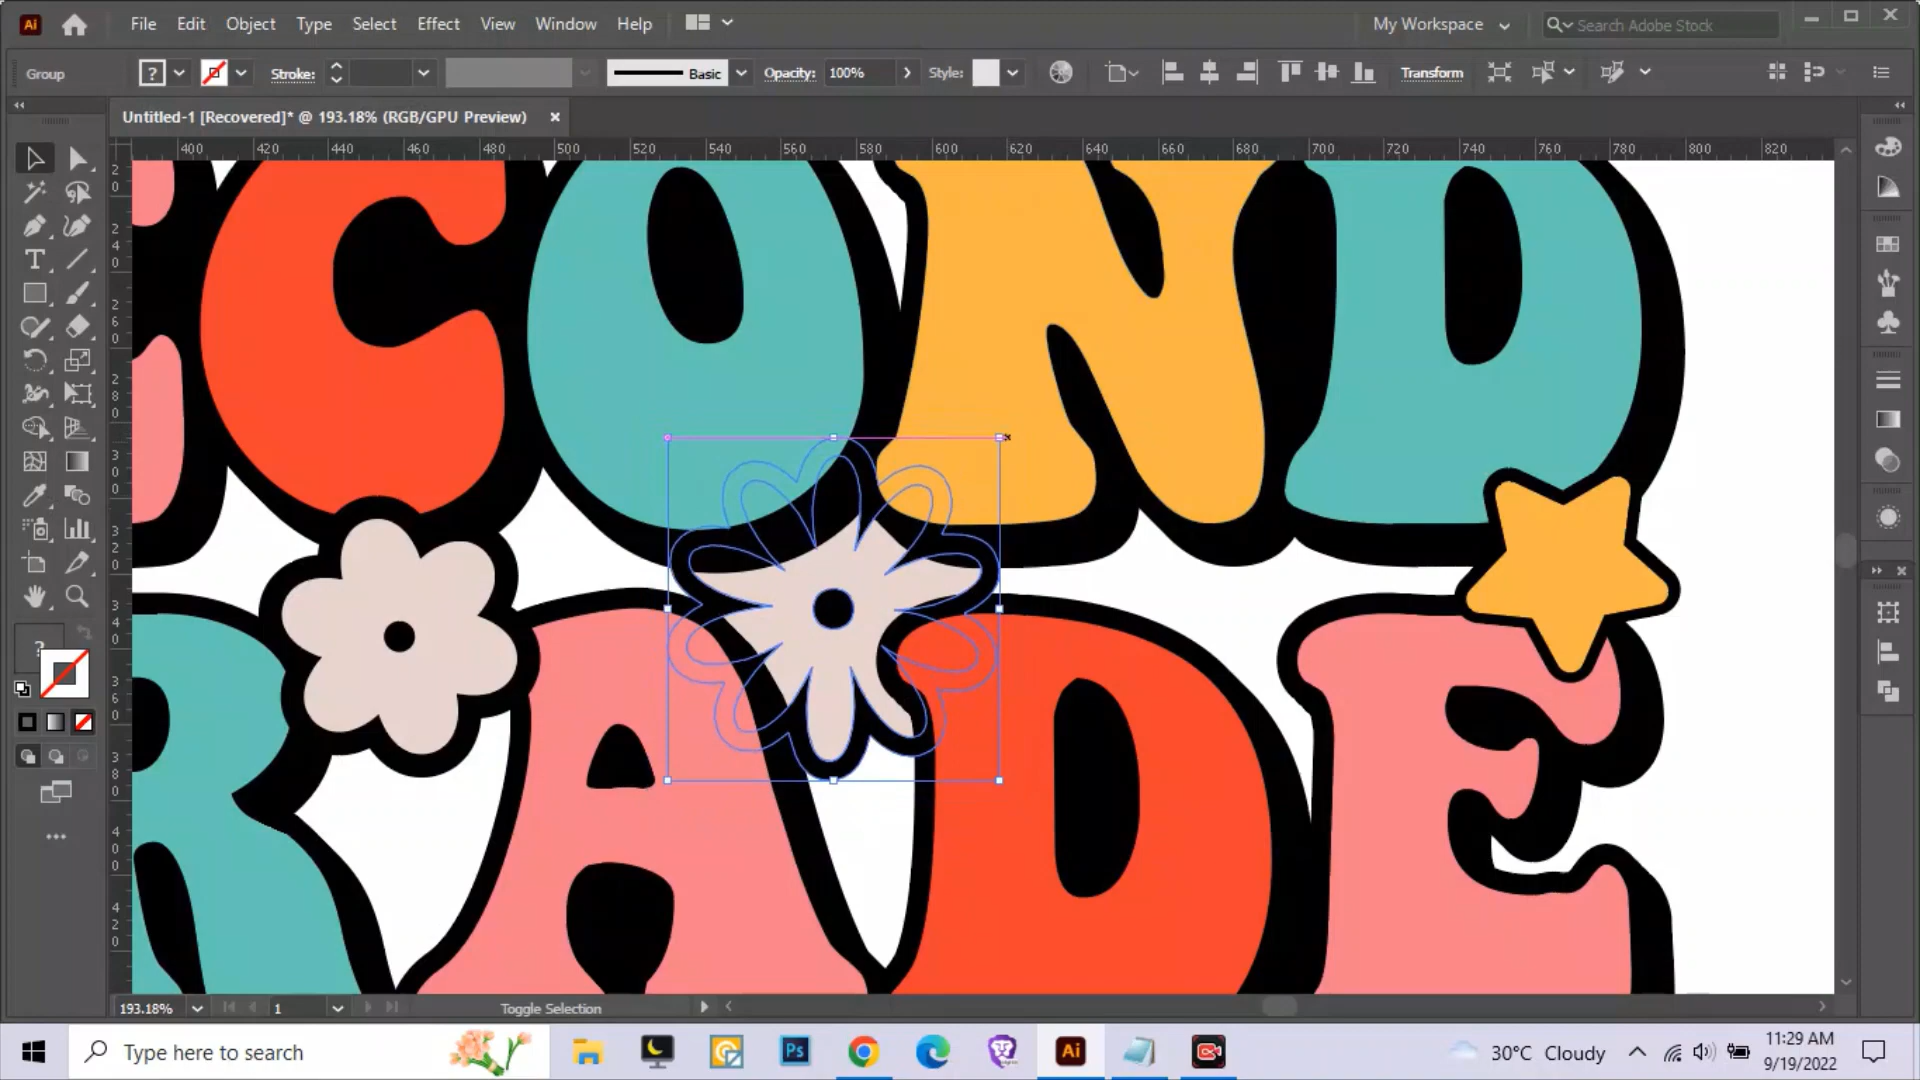 Ai File Edit Object Type Select Effect View Window Help My Workspace Search Adobe Stock
Group ? Stroke: Basic Opacity: 100% Style: Transform
Untitled-1 [Recovered]* @ 193.18% (RGB/GPU Preview)
400 420 440 460 480 500 520 540 560 580 600 620 640 660 680 700 720 740 760 780 800 820
COND
RADE
193.18% 1 Toggle Selection
Type here to search Ps Ai 30°C Cloudy 11:29 AM
9/19/2022